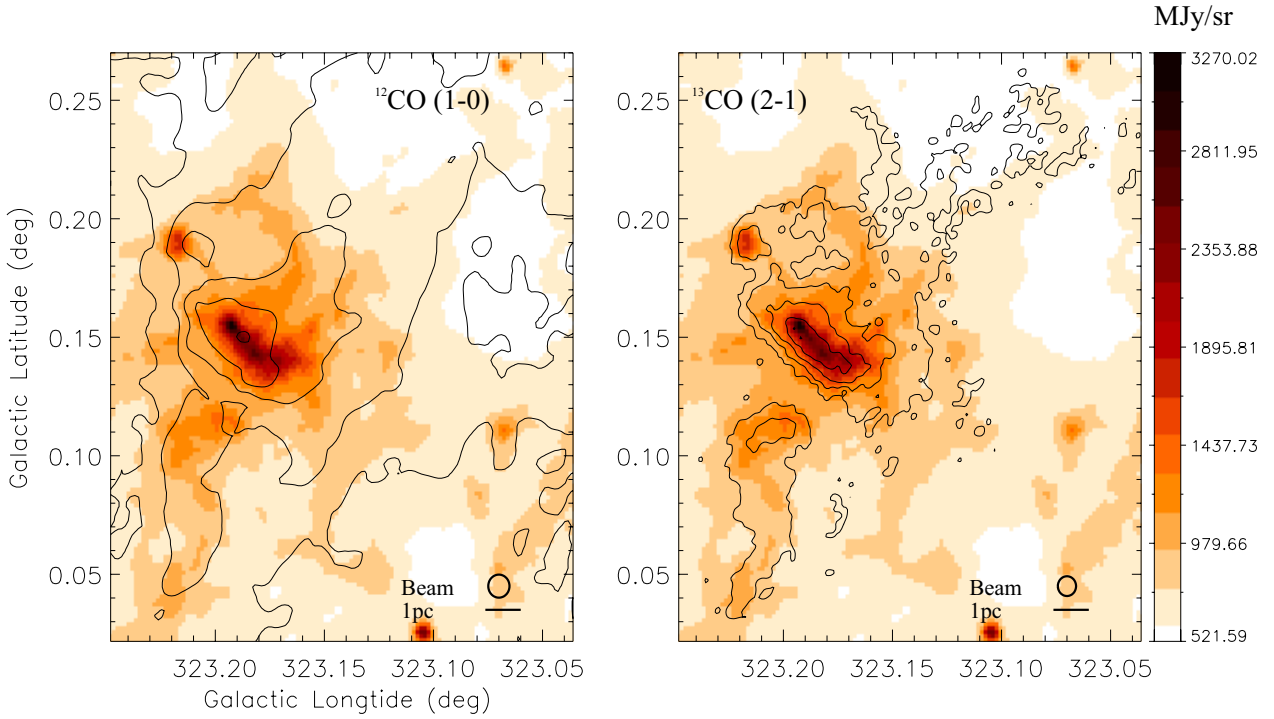 MJy/sr
¹²CO (1-0)
¹³CO (2-1)
0.25
0.20
0.15
0.10
0.05
Galactic Latitude (deg)
Beam
1pc
323.20
323.15
323.10
323.05
Galactic Longtide (deg)
0.25
0.20
0.15
0.10
0.05
Beam
1pc
323.20
323.15
323.10
323.05
3270.02
2811.95
2353.88
1895.81
1437.73
979.66
521.59